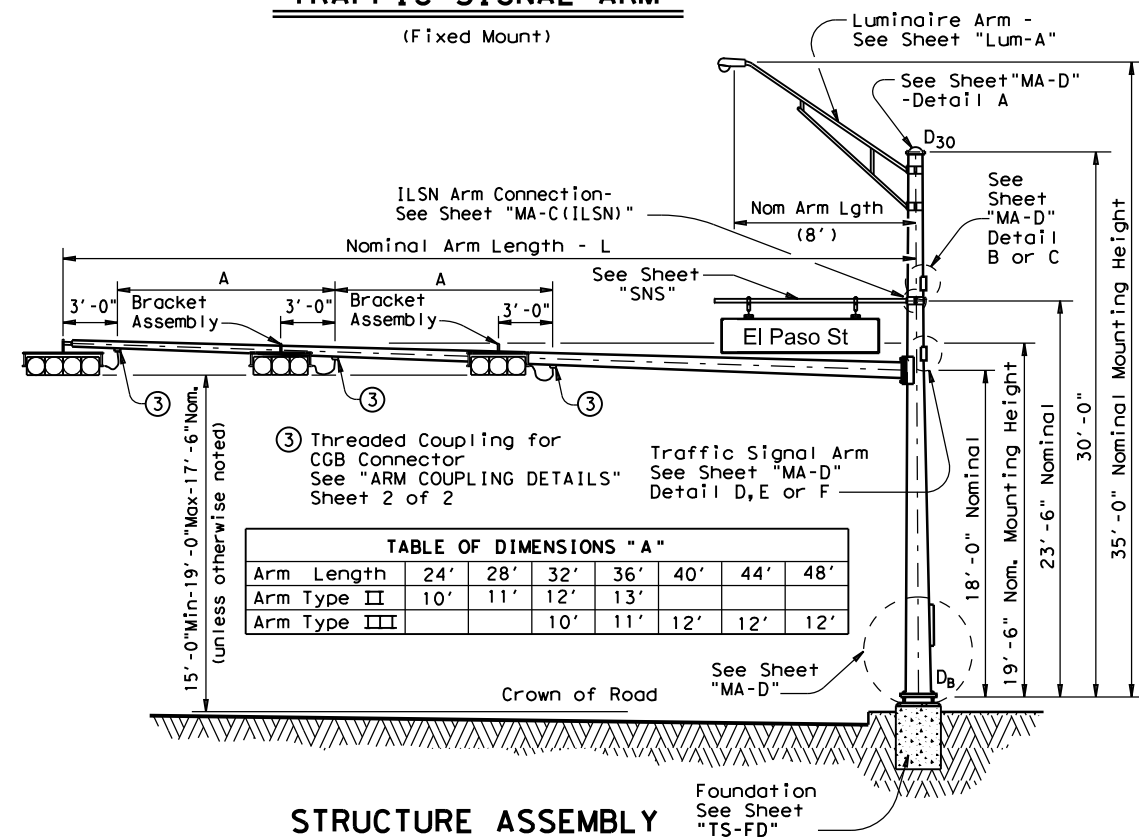 TRAFFIC SIGNAL ARM
(Fixed Mount)
Luminaire Arm -
See Sheet "Lum-A"
See Sheet"MA-D"
-Detail A
D30
See
Sheet
"MA-D"
Detail
B or C
ILSN Arm Connection-
See Sheet "MA-C(ILSN)"
Nom Arm Lgth
(8')
Nominal Arm Length - L
A
A
See Sheet
"SNS"
3'-0"
Bracket
Assembly
3'-0"
Bracket
Assembly
3'-0"
El Paso St
3
3
3
3 Threaded Coupling for
CGB Connector
See "ARM COUPLING DETAILS"
Sheet 2 of 2
Traffic Signal Arm
See Sheet "MA-D"
Detail D,E or F
15'-0"Min-19'-0"Max-17'-6"Nom.
(unless otherwise noted)
TABLE OF DIMENSIONS "A"
Arm Length 24' 28' 32' 36' 40' 44' 48'
Arm Type II 10' 11' 12' 13'
Arm Type III 10' 11' 12' 12' 12'
18'-0" Nominal
19'-6" Nom. Mounting Height
23'-6" Nominal
30'-0"
35'-0" Nominal Mounting Height
See Sheet
"MA-D"
DB
Crown of Road
STRUCTURE ASSEMBLY
Foundation
See Sheet
"TS-FD"